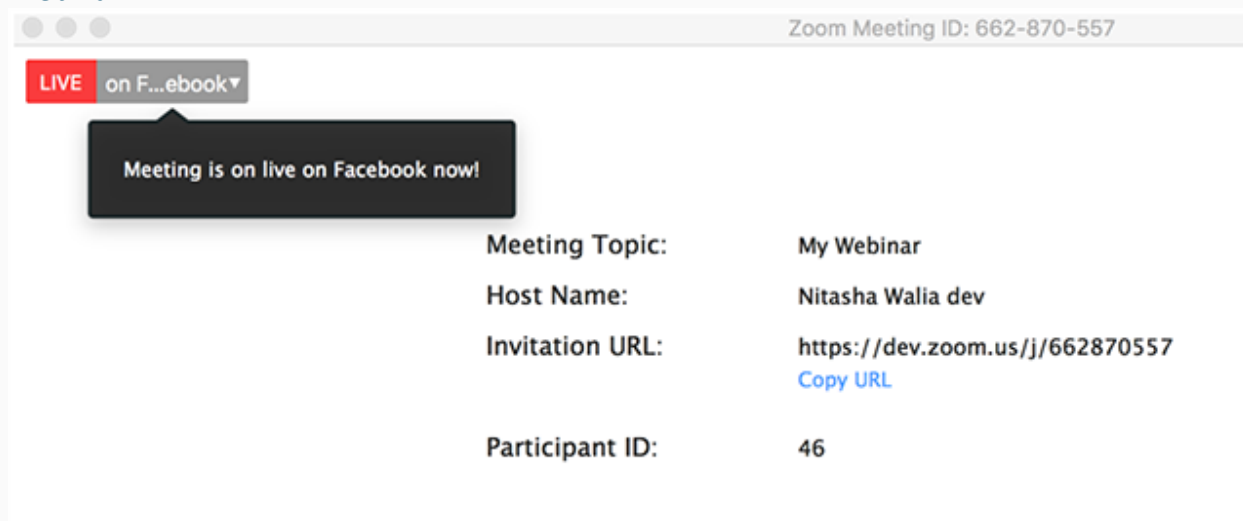 Zoom Meeting ID: 662-870-557
LIVE on F...ebook▾
Meeting is on live on Facebook now!
Meeting Topic: My Webinar
Host Name: Nitasha Walia dev
Invitation URL: https://dev.zoom.us/j/662870557
Copy URL
Participant ID: 46